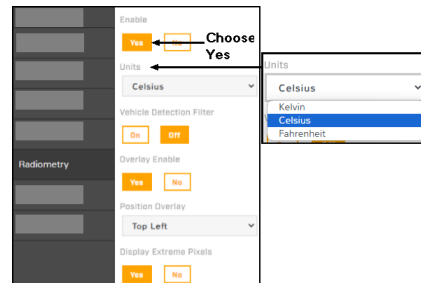 Enable
Yes No
Choose
Yes
Units
Celsius
Vehicle Detection Filter
On Off
Radiometry
Overlay Enable
Yes No
Position Overlay
Top Left
Display Extreme Pixels
Yes No
Units
Celsius
Kelvin
Celsius
Fahrenheit